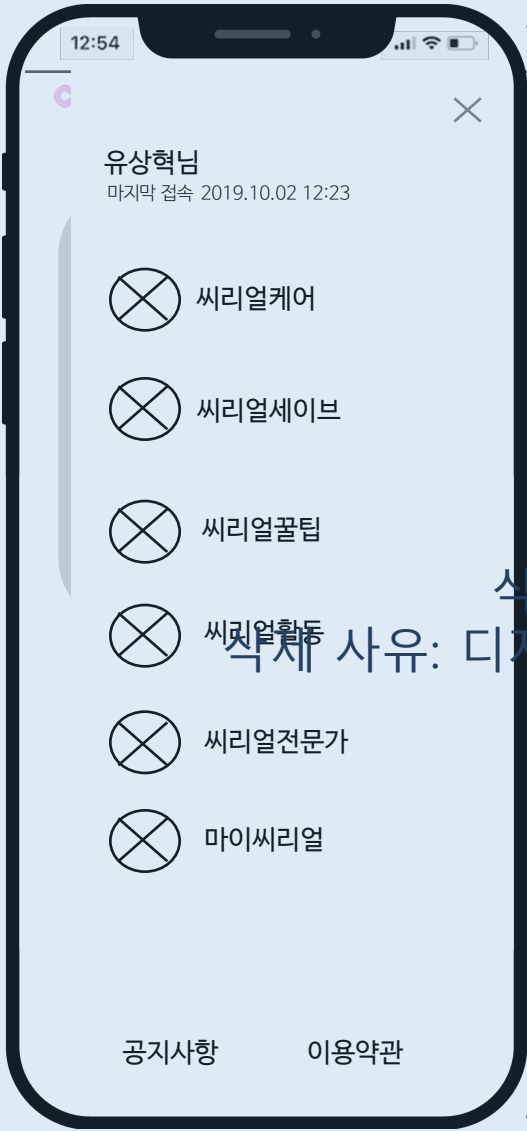 12:54
유상혁님
마지막 접속 2019.10.02 12:23
씨리얼케어
씨리얼세이브
씨리얼꿀팁
씨리얼활동
삭제 사유:
씨리얼전문가
마이씨리얼
공지사항
이용약관